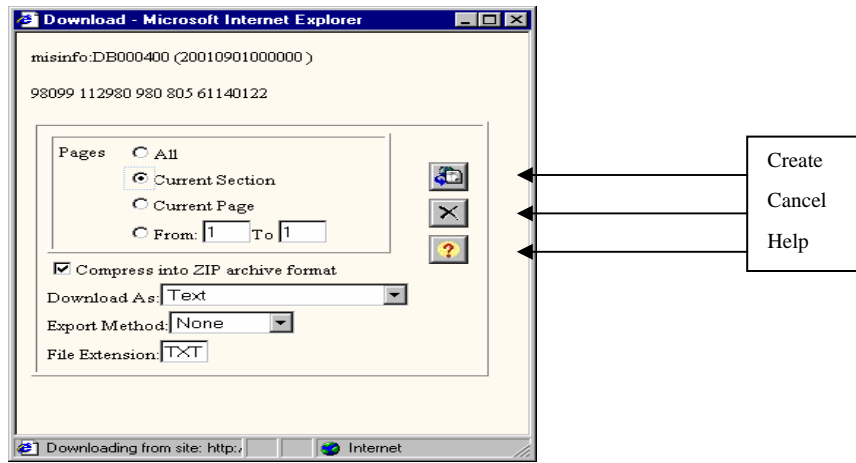 Download - Microsoft Internet Explorer
misinfo:DB000400 (20010901000000 )
98099 112980 980 805 61140122
Pages
All
Current Section
Current Page
From: 1 To 1
Compress into ZIP archive format
Download As: Text
Export Method: None
File Extension: TXT
Downloading from site: http:/
Internet
Create
Cancel
Help